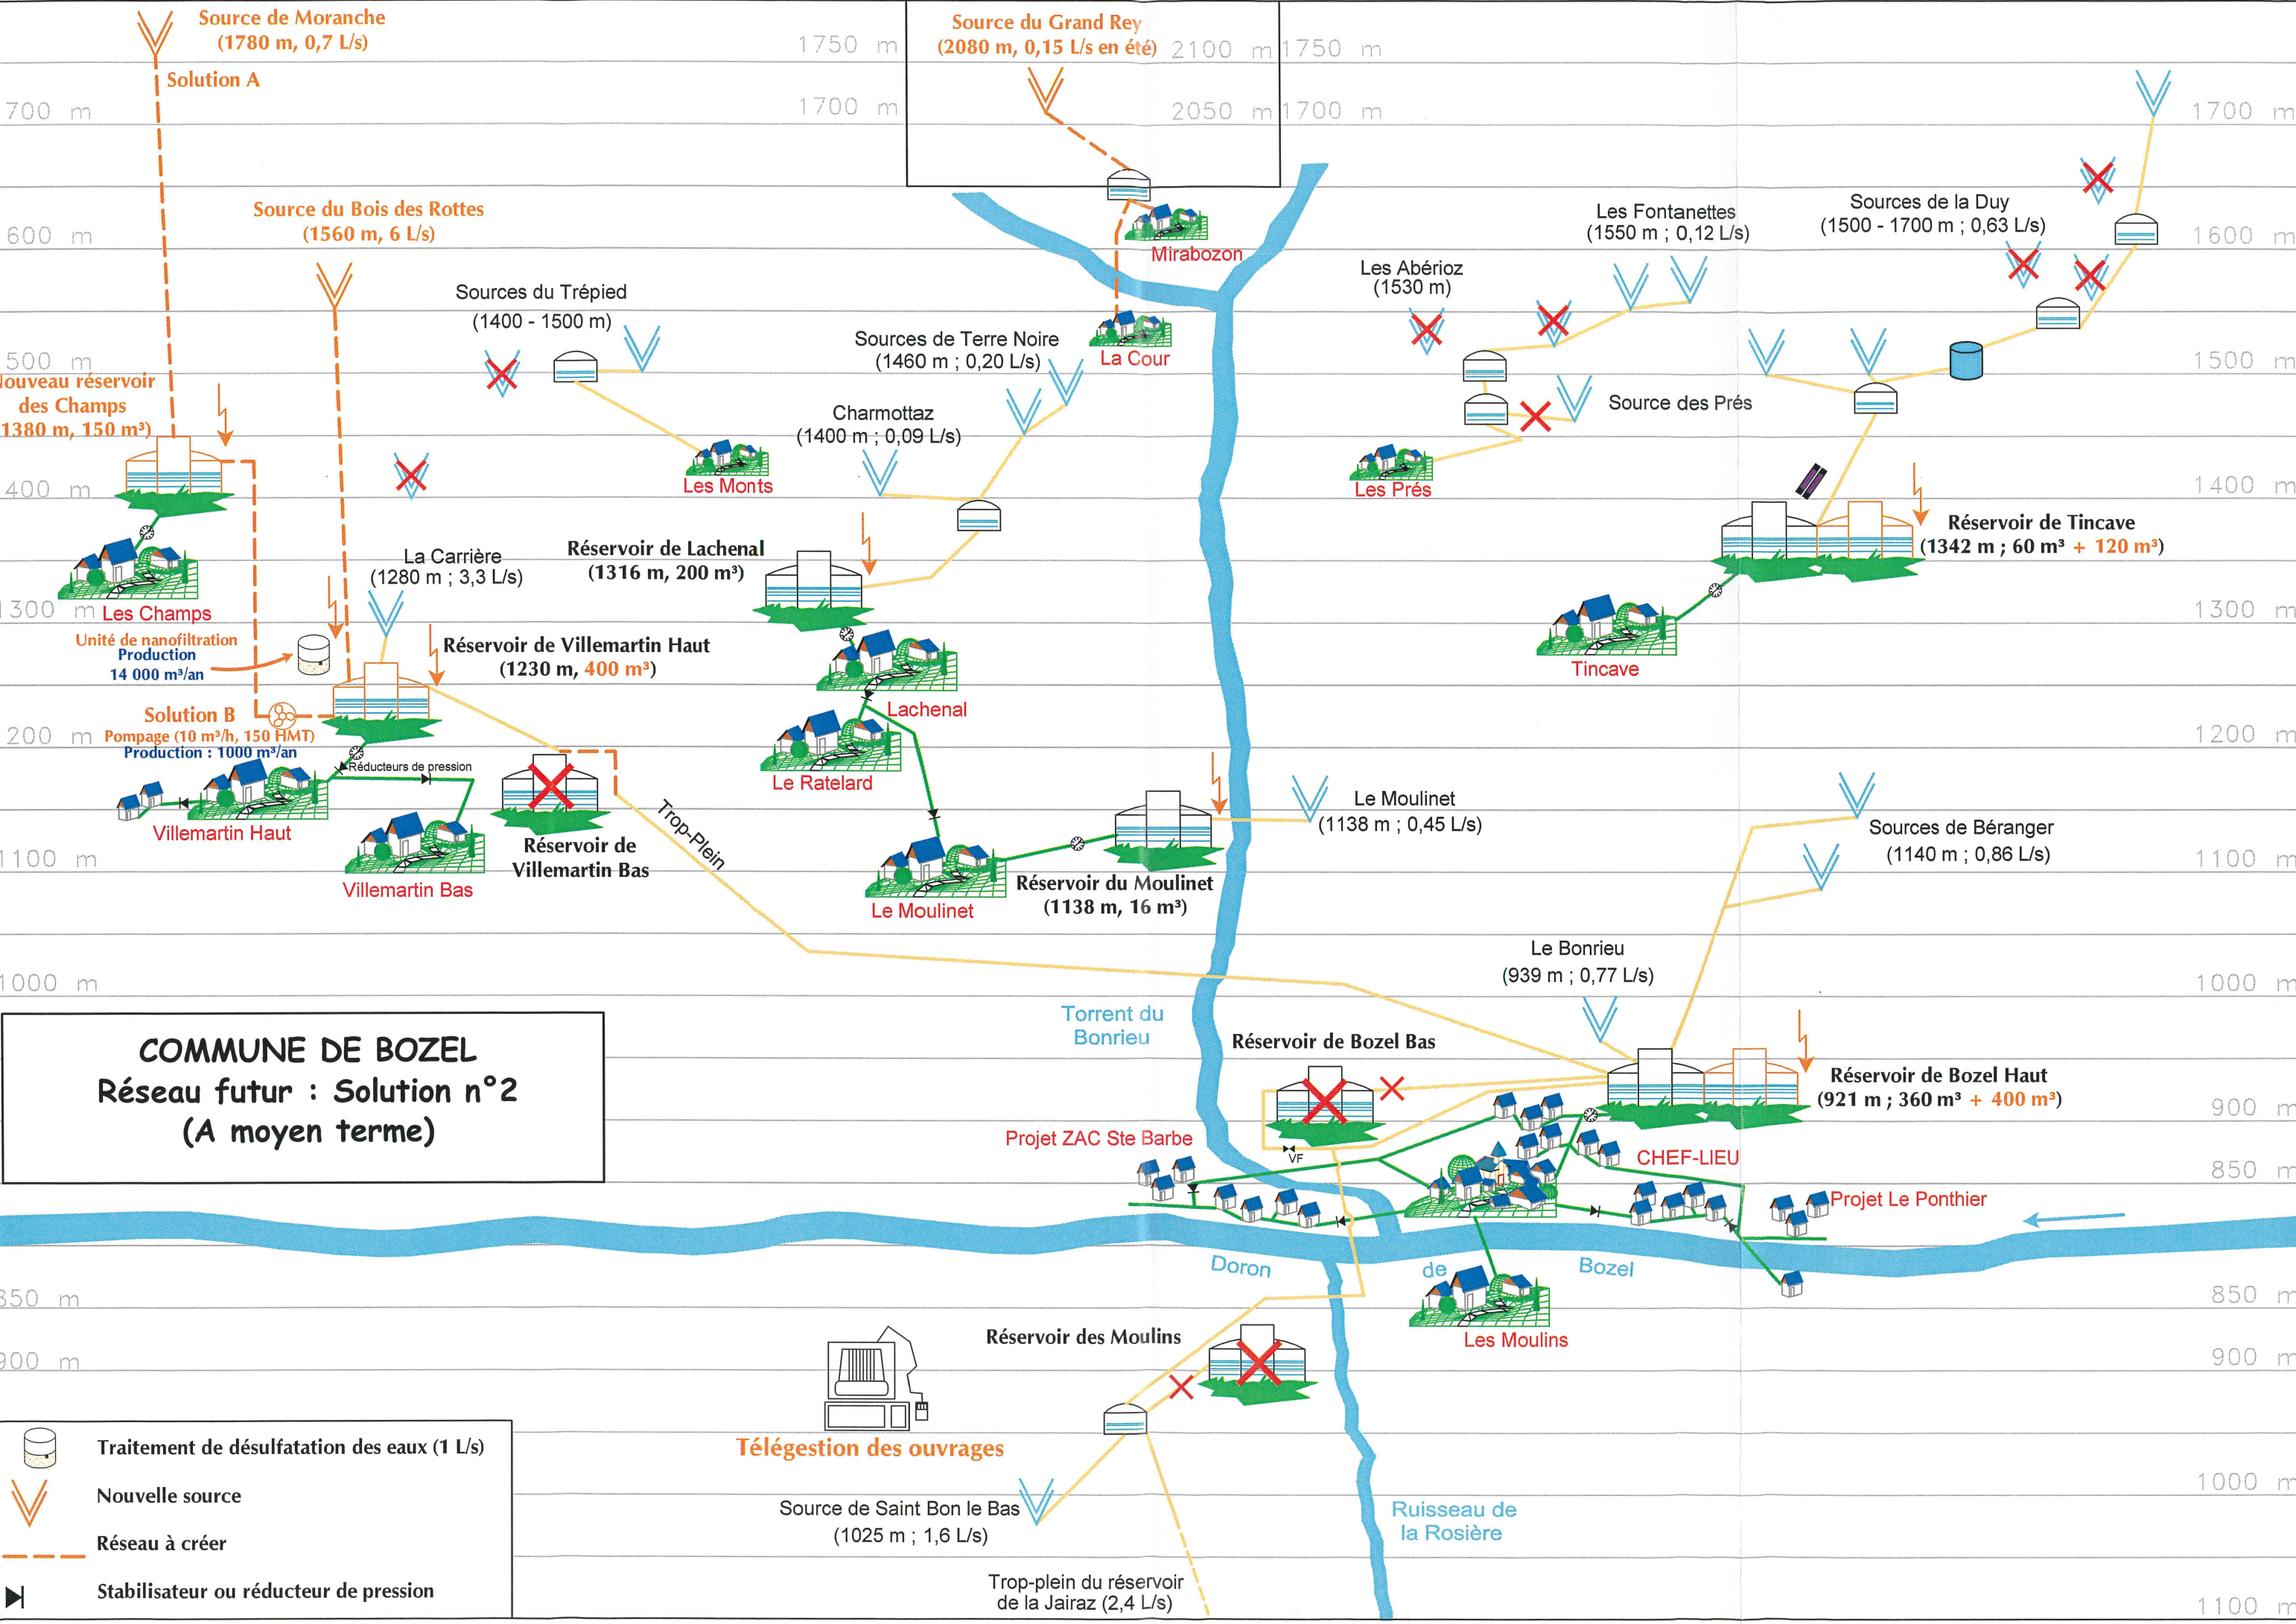 Source de Moranche
(1780 m, 0,7 L/s)
Solution A
1750 m
1700 m
Source du Grand Rey
(2080 m, 0,15 L/s en été)
2100 m
2050 m
1750 m
1700 m
700 m
1700 m
Source du Bois des Rottes
(1560 m, 6 L/s)
600 m
1600 m
Mirabozon
Les Fontanettes
(1550 m ; 0,12 L/s)
Sources de la Duy
(1500 - 1700 m ; 0,63 L/s)
Les Abérioz
(1530 m)
Sources du Trépied
(1400 - 1500 m)
Sources de Terre Noire
(1460 m ; 0,20 L/s)
La Cour
500 m
1500 m
Nouveau réservoir
des Champs
1380 m, 150 m³)
Charmottaz
(1400 m ; 0,09 L/s)
Source des Prés
Les Monts
Les Prés
400 m
1400 m
Réservoir de Tincave
(1342 m ; 60 m³ + 120 m³)
La Carrière
(1280 m ; 3,3 L/s)
Réservoir de Lachenal
(1316 m, 200 m³)
1300 m
Les Champs
1300 m
Unité de nanofiltration
Production
14 000 m³/an
Réservoir de Villemartin Haut
(1230 m, 400 m³)
Tincave
Solution B
Pompage (10 m³/h, 150 HMT)
Production : 1000 m³/an
200 m
1200 m
Lachenal
Réducteurs de pression
Le Ratelard
Villemartin Haut
Trop-Plein
Le Moulinet
(1138 m ; 0,45 L/s)
Sources de Béranger
(1140 m ; 0,86 L/s)
1100 m
1100 m
Réservoir de
Villemartin Bas
Villemartin Bas
Réservoir du Moulinet
(1138 m, 16 m³)
Le Moulinet
Le Bonrieu
(939 m ; 0,77 L/s)
1000 m
1000 m
COMMUNE DE BOZEL
Réseau futur : Solution n°2
(A moyen terme)
Torrent du
Bonrieu
Réservoir de Bozel Bas
Réservoir de Bozel Haut
(921 m ; 360 m³ + 400 m³)
900 m
Projet ZAC Ste Barbe
VF
CHEF-LIEU
850 m
Projet Le Ponthier
Doron de Bozel
850 m
850 m
Réservoir des Moulins
Les Moulins
900 m
900 m
Télégestion des ouvrages
Traitement de désulfatation des eaux (1 L/s)
Nouvelle source
Réseau à créer
Stabilisateur ou réducteur de pression
1000 m
Source de Saint Bon le Bas
(1025 m ; 1,6 L/s)
Ruisseau de
la Rosière
Trop-plein du réservoir
de la Jairaz (2,4 L/s)
1100 m